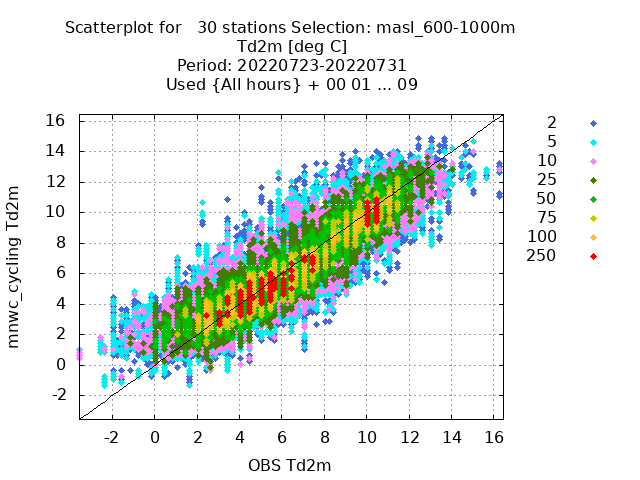 Scatterplot for   30 stations Selection: masl_600-1000m
Td2m [deg C]
Period: 20220723-20220731
Used {All hours} + 00 01 ... 09
mnwc_cycling Td2m
16
14
12
10
8
6
4
2
0
-2
-2 0 2 4 6 8 10 12 14 16
OBS Td2m
2
5
10
25
50
75
100
250